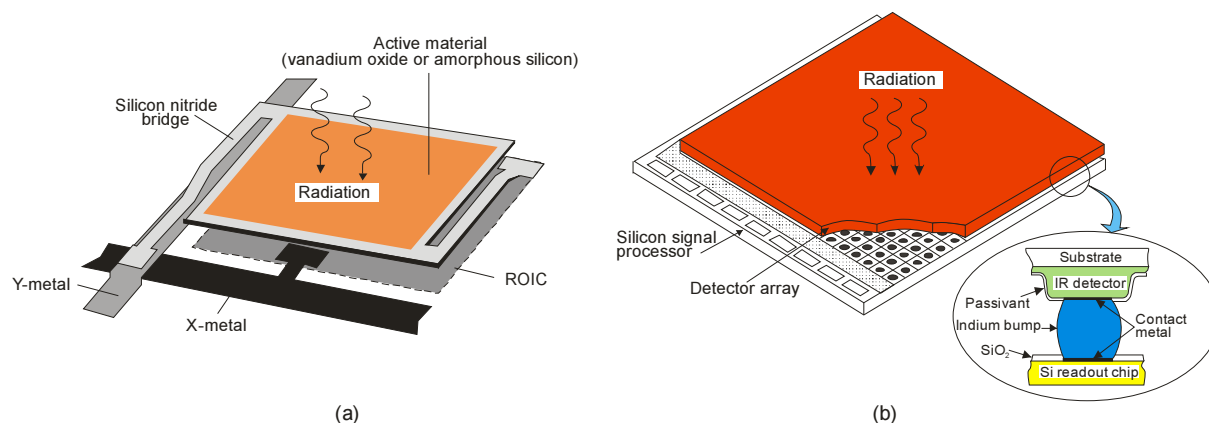 Active material
(vanadium oxide or amorphous silicon)
Silicon nitride
bridge
Radiation
Y-metal
X-metal
ROIC
(a)
Radiation
Silicon signal
processor
Detector array
Substrate
IR detector
Passivant
Indium bump
Contact
metal
SiO₂
Si readout chip
(b)